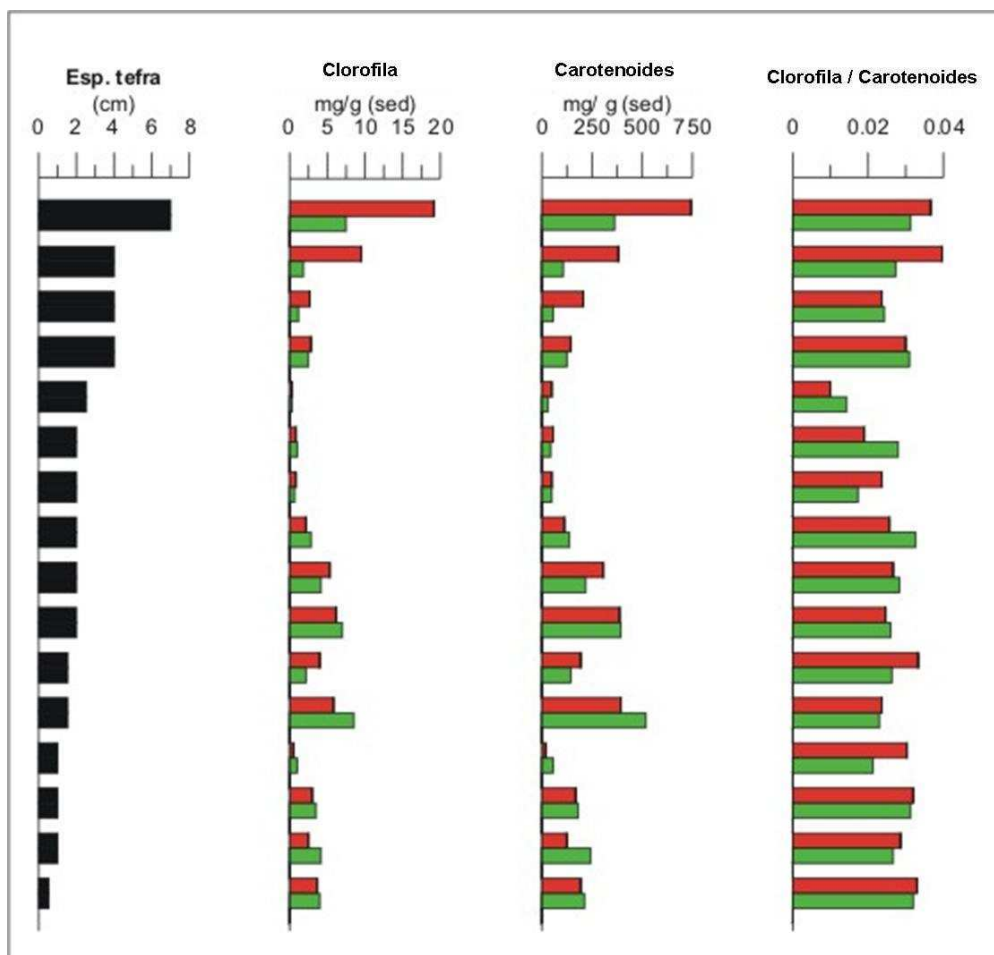 Esp. tefra
(cm)
0 2 4 6 8
Clorofila
mg/g (sed)
0 5 10 15 20
Carotenoides
mg/ g (sed)
0 250 500 750
Clorofila / Carotenoides
0 0.02 0.04